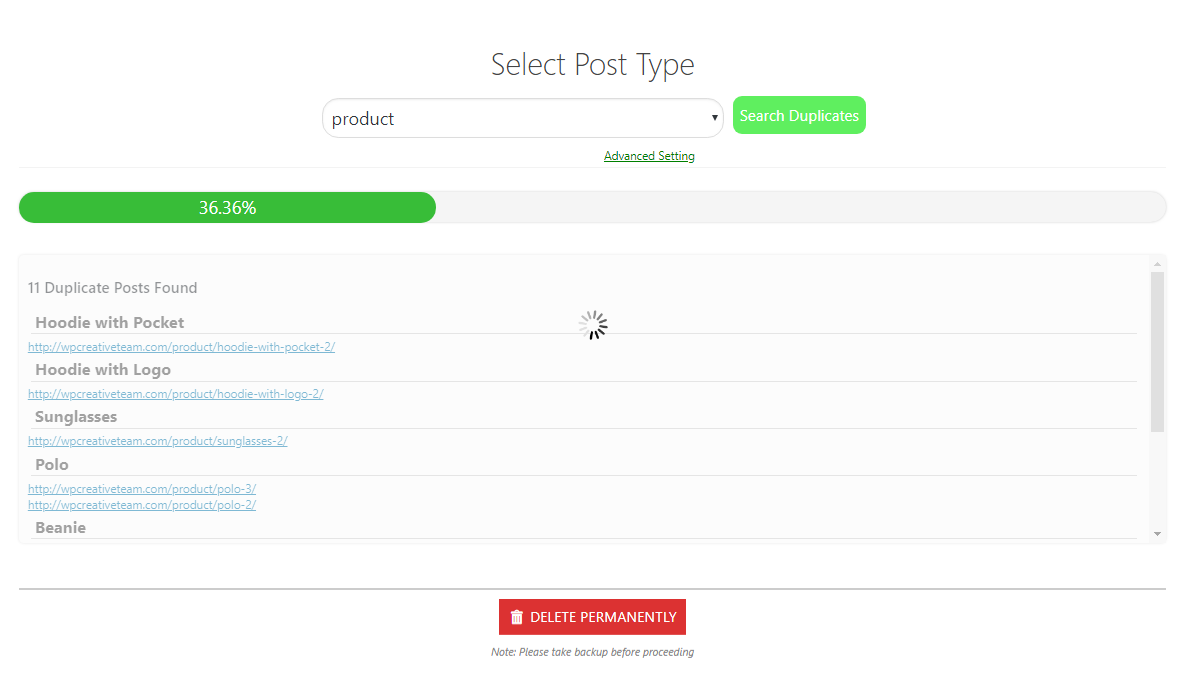 Select Post Type
product
Search Duplicates
Advanced Setting
36.36%
11 Duplicate Posts Found
Hoodie with Pocket
http://wpcreativeteam.com/product/hoodie-with-pocket-2/
Hoodie with Logo
http://wpcreativeteam.com/product/hoodie-with-logo-2/
Sunglasses
http://wpcreativeteam.com/product/sunglasses-2/
Polo
http://wpcreativeteam.com/product/polo-3/
http://wpcreativeteam.com/product/polo-2/
Beanie
DELETE PERMANENTLY
Note: Please take backup before proceeding